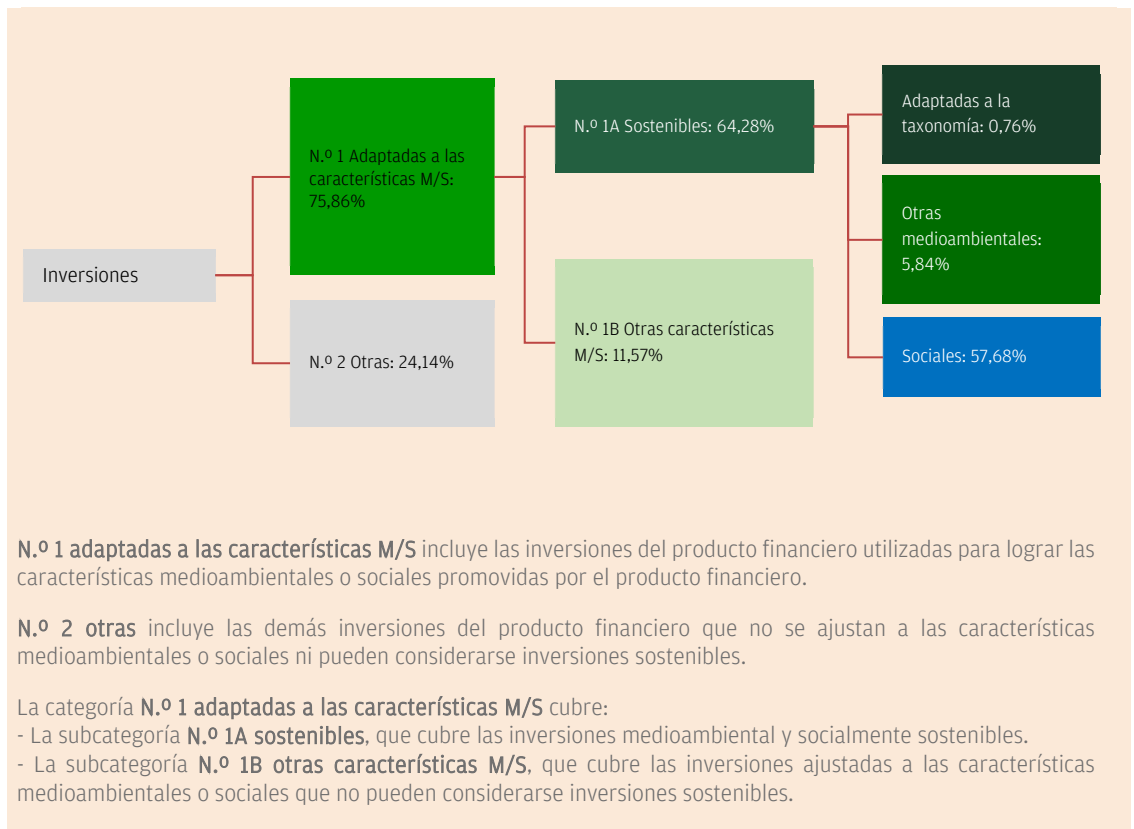 Inversiones
N.º 1 Adaptadas a las
características M/S:
75,86%
N.º 2 Otras: 24,14%
N.º 1A Sostenibles: 64,28%
N.º 1B Otras características
M/S: 11,57%
Adaptadas a la
taxonomía: 0,76%
Otras
medioambientales:
5,84%
Sociales: 57,68%
N.º 1 adaptadas a las características M/S incluye las inversiones del producto financiero utilizadas para lograr las
características medioambientales o sociales promovidas por el producto financiero.
N.º 2 otras incluye las demás inversiones del producto financiero que no se ajustan a las características
medioambientales o sociales ni pueden considerarse inversiones sostenibles.
La categoría N.º 1 adaptadas a las características M/S cubre:
- La subcategoría N.º 1A sostenibles, que cubre las inversiones medioambiental y socialmente sostenibles.
- La subcategoría N.º 1B otras características M/S, que cubre las inversiones ajustadas a las características
medioambientales o sociales que no pueden considerarse inversiones sostenibles.